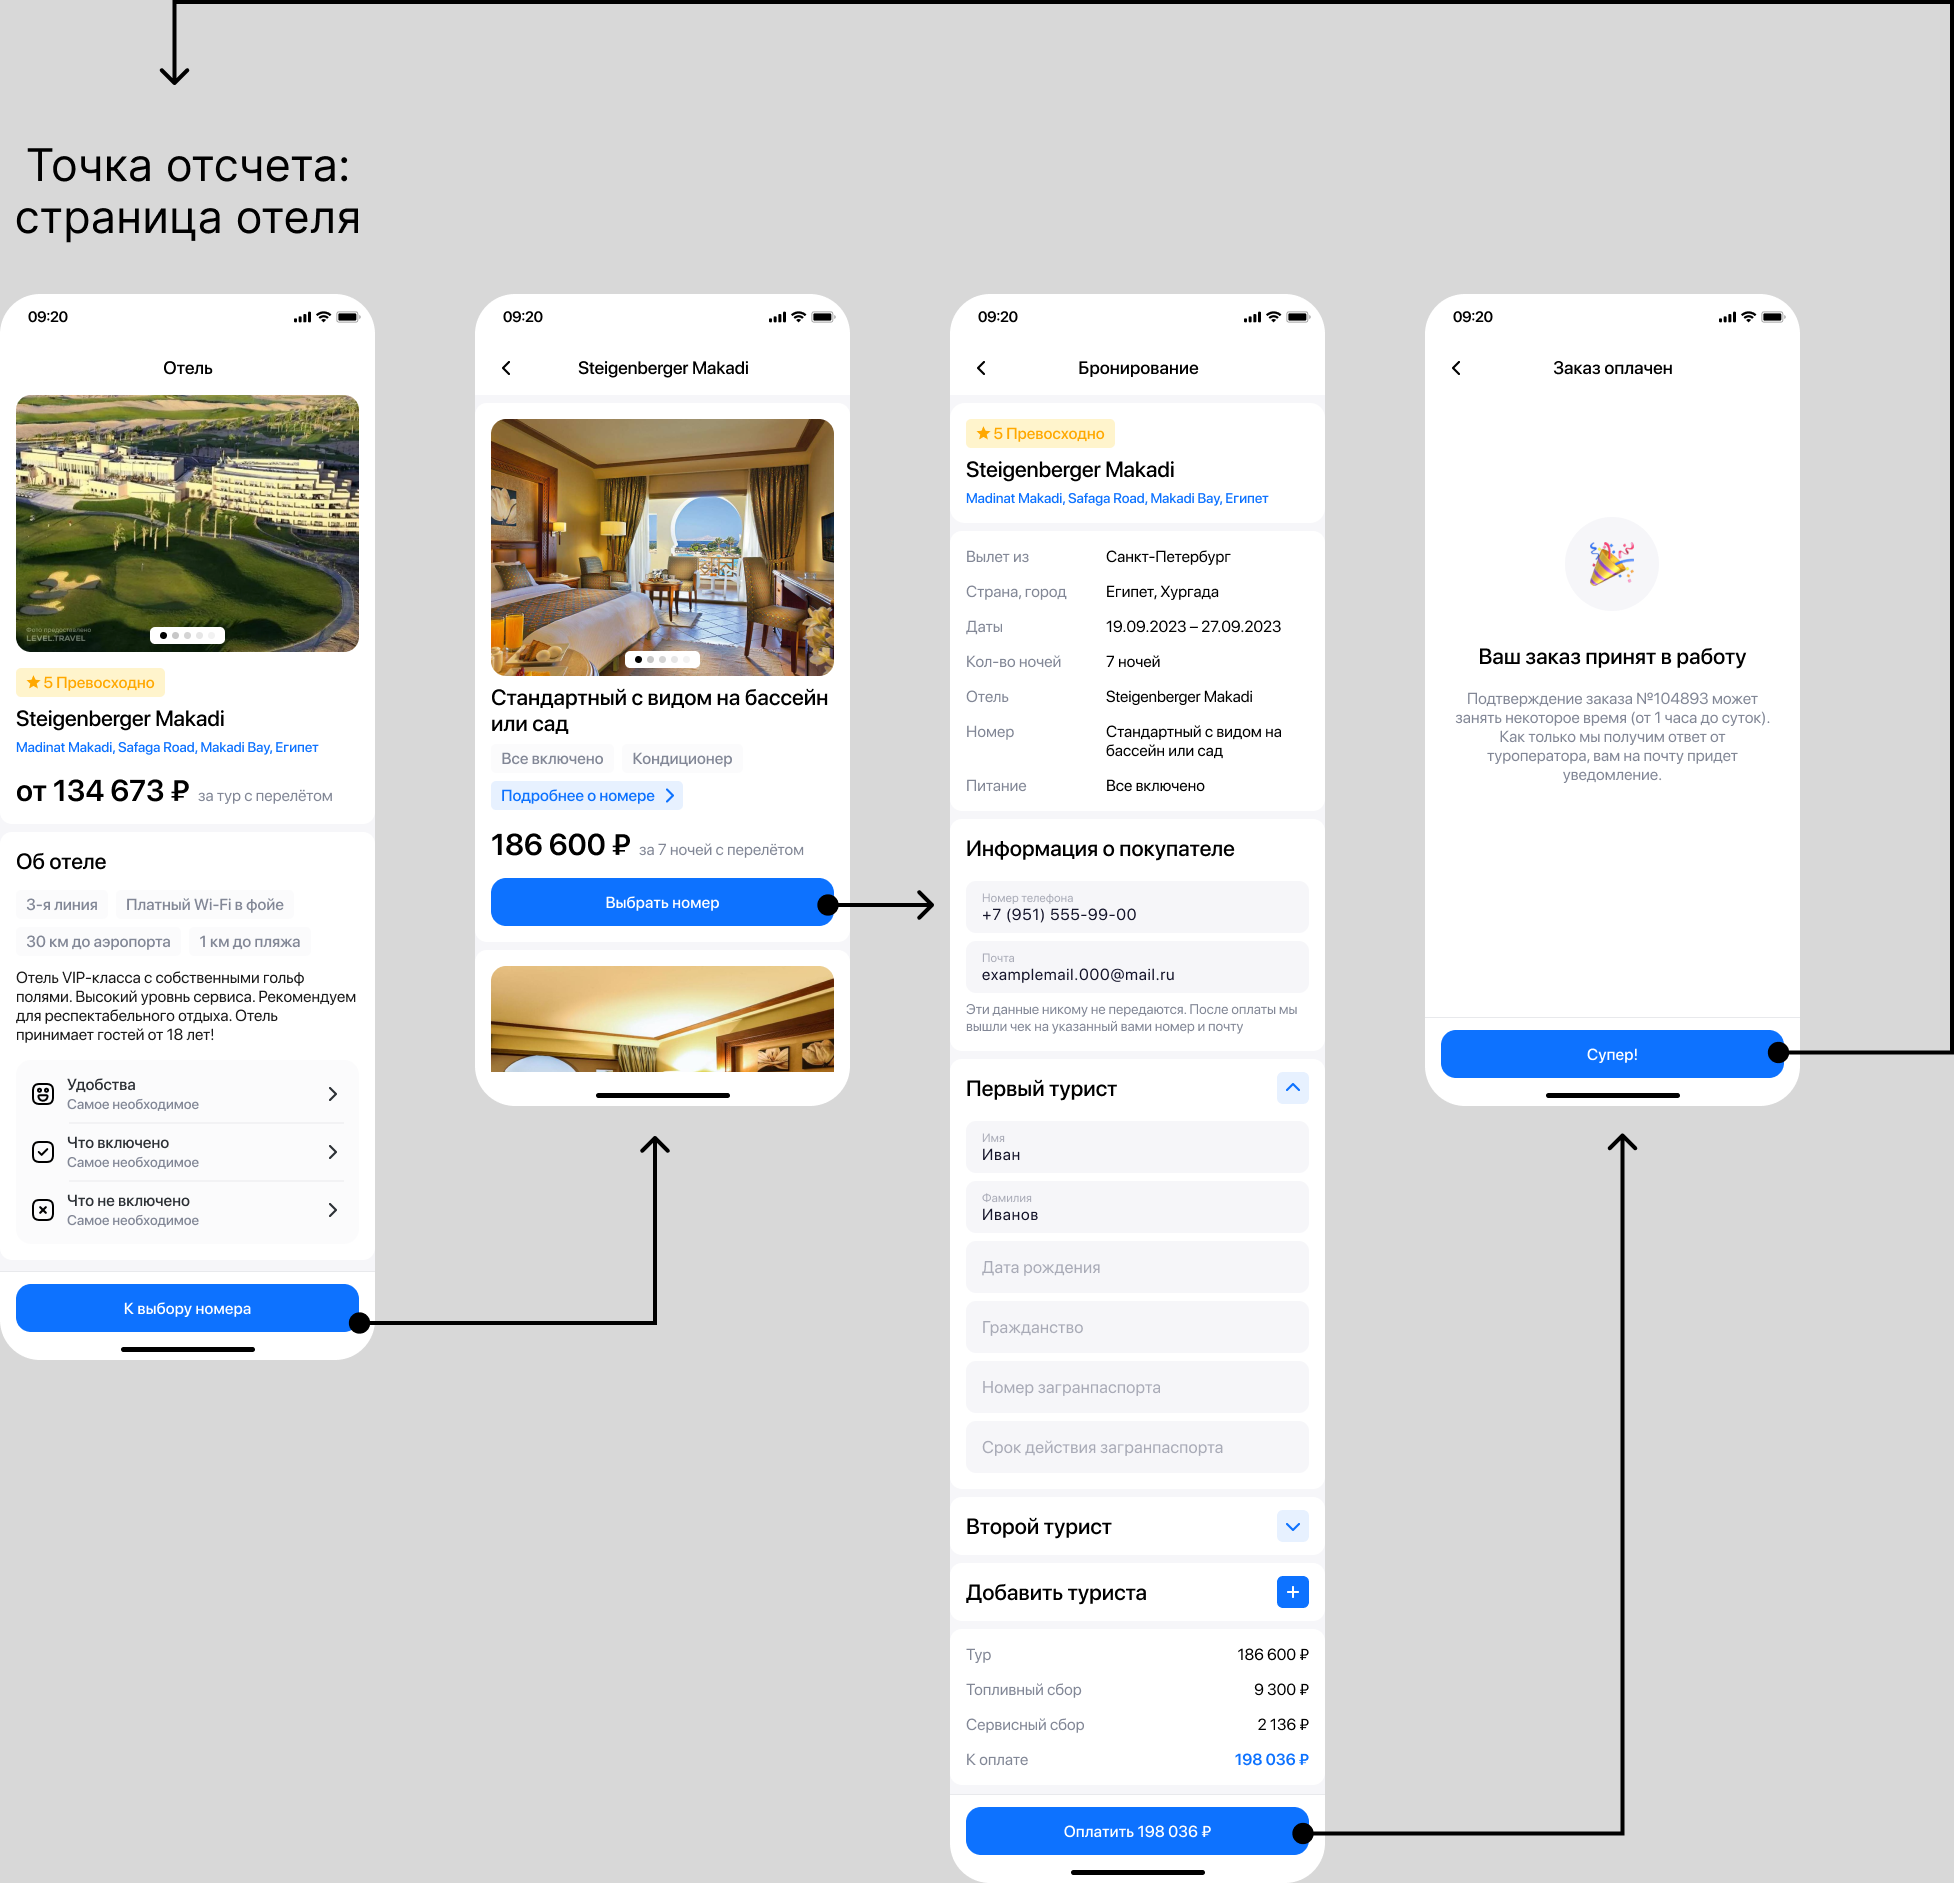 Точка отсчета:
страница отеля
09:20
Отель
Фото предоставлено
LEVEL.TRAVEL
5 Превосходно
Steigenberger Makadi
Madinat Makadi, Safaga Road, Makadi Bay, Египет
от 134 673 ₽ за тур с перелётом
Об отеле
3-я линия
Платный Wi-Fi в фойе
30 км до аэропорта
1 км до пляжа
Отель VIP-класса с собственными гольф
полями. Высокий уровнь сервиса. Рекомендуем
для респектабельного отдыха. Отель
принимает гостей от 18 лет!
Удобства
Самое необходимое
Что включено
Самое необходимое
Что не включено
Самое необходимое
К выбору номера
09:20
Steigenberger Makadi
Стандартный с видом на бассейн
или сад
Все включено
Кондиционер
Подробнее о номере
186 600 ₽ за 7 ночей с перелётом
Выбрать номер
09:20
Бронирование
5 Превосходно
Steigenberger Makadi
Madinat Makadi, Safaga Road, Makadi Bay, Египет
Вылет из Санкт-Петербург
Страна, город Египет, Хургада
Даты 19.09.2023 – 27.09.2023
Кол-во ночей 7 ночей
Отель Steigenberger Makadi
Номер Стандартный с видом на
бассейн или сад
Питание Все включено
Информация о покупателе
Номер телефона
+7 (951) 555-99-00
Почта
examplemail.000@mail.ru
Эти данные никому не передаются. После оплаты мы
вышли чек на указанный вами номер и почту
Первый турист
Имя
Иван
Фамилия
Иванов
Дата рождения
Гражданство
Номер загранпаспорта
Срок действия загранпаспорта
Второй турист
Добавить туриста
Тур 186 600 ₽
Топливный сбор 9 300 ₽
Сервисный сбор 2 136 ₽
К оплате 198 036 ₽
Оплатить 198 036 ₽
09:20
Заказ оплачен
Ваш заказ принят в работу
Подтверждение заказа №104893 может
занять некоторое время (от 1 часа до суток).
Как только мы получим ответ от
туроператора, вам на почту придет
уведомление.
Супер!